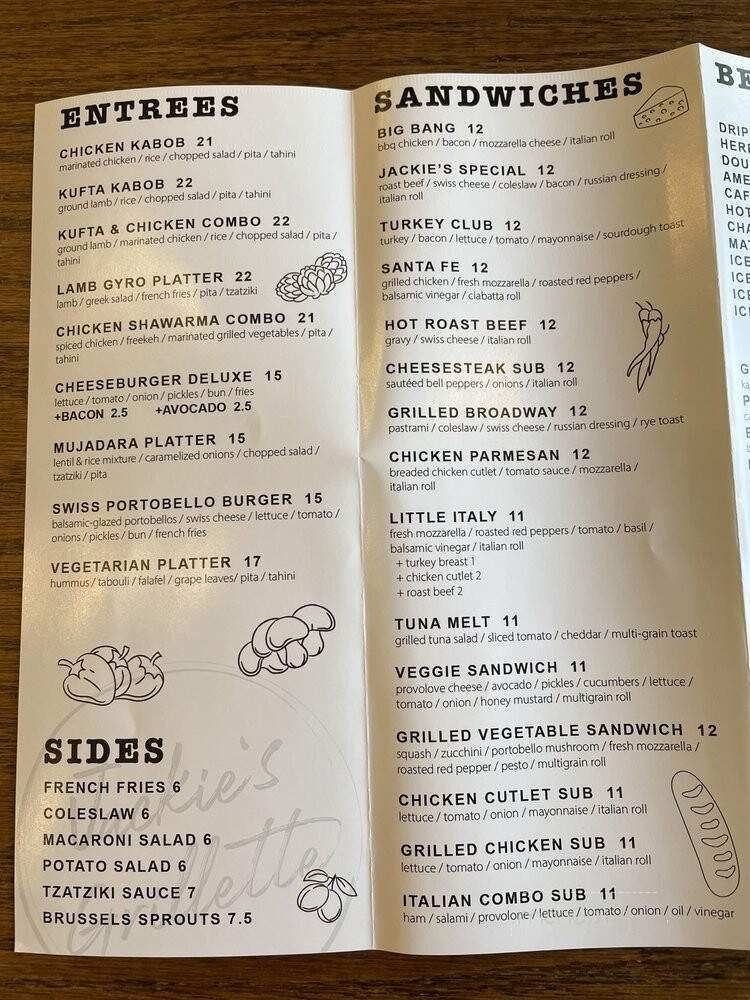 ENTREES
CHICKEN KABOB 21
marinated chicken / rice / chopped salad / pita / tahini
KUFTA KABOB 22
ground lamb / rice / chopped salad / pita / tahini
KUFTA & CHICKEN COMBO 22
ground lamb / marinated chicken / rice / chopped salad / pita /
tahini
LAMB GYRO PLATTER 22
lamb / greek salad / french fries / pita / tzatziki
CHICKEN SHAWARMA COMBO 21
spiced chicken / freekeh / marinated grilled vegetables / pita /
tahini
CHEESEBURGER DELUXE 15
lettuce / tomato / onion / pickles / bun / fries
+BACON 2.5 +AVOCADO 2.5
MUJADARA PLATTER 15
lentil & rice mixture / caramelized onions / chopped salad /
tzatziki / pita
SWISS PORTOBELLO BURGER 15
balsamic-glazed portobellos / swiss cheese / lettuce / tomato /
onions / pickles / bun / french fries
VEGETARIAN PLATTER 17
hummus / tabouli / falafel / grape leaves/ pita / tahini
SIDES
Jackie's
Grillette
FRENCH FRIES 6
COLESLAW 6
MACARONI SALAD 6
POTATO SALAD 6
TZATZIKI SAUCE 7
BRUSSELS SPROUTS 7.5
SANDWICHES
BIG BANG 12
bbq chicken / bacon / mozzarella cheese / italian roll
JACKIE'S SPECIAL 12
roast beef / swiss cheese / coleslaw / bacon / russian dressing /
italian roll
TURKEY CLUB 12
turkey / bacon / lettuce / tomato / mayonnaise / sourdough toast
SANTA FE 12
grilled chicken / fresh mozzarella / roasted red peppers /
balsamic vinegar / ciabatta roll
HOT ROAST BEEF 12
gravy / swiss cheese / italian roll
CHEESESTEAK SUB 12
sautéed bell peppers / onions / italian roll
GRILLED BROADWAY 12
pastrami / coleslaw / swiss cheese / russian dressing / rye toast
CHICKEN PARMESAN 12
breaded chicken cutlet / tomato sauce / mozzarella /
italian roll
LITTLE ITALY 11
fresh mozzarella / roasted red peppers / tomato / basil /
balsamic vinegar / italian roll
+ turkey breast 1
+ chicken cutlet 2
+ roast beef 2
TUNA MELT 11
grilled tuna salad / sliced tomato / cheddar / multi-grain toast
VEGGIE SANDWICH 11
provolove cheese / avocado / pickles / cucumbers / lettuce /
tomato / onion / honey mustard / multigrain roll
GRILLED VEGETABLE SANDWICH 12
squash / zucchini / portobello mushroom / fresh mozzarella /
roasted red pepper / pesto / multigrain roll
CHICKEN CUTLET SUB 11
lettuce / tomato / onion / mayonnaise / italian roll
GRILLED CHICKEN SUB 11
lettuce / tomato / onion / mayonnaise / italian roll
ITALIAN COMBO SUB 11
ham / salami / provolone / lettuce / tomato / onion / oil / vinegar
BE
DRIP
HERB
DOU
AME
CAF
HOT
CHA
MAT
ICE
ICE
ICE
ICE